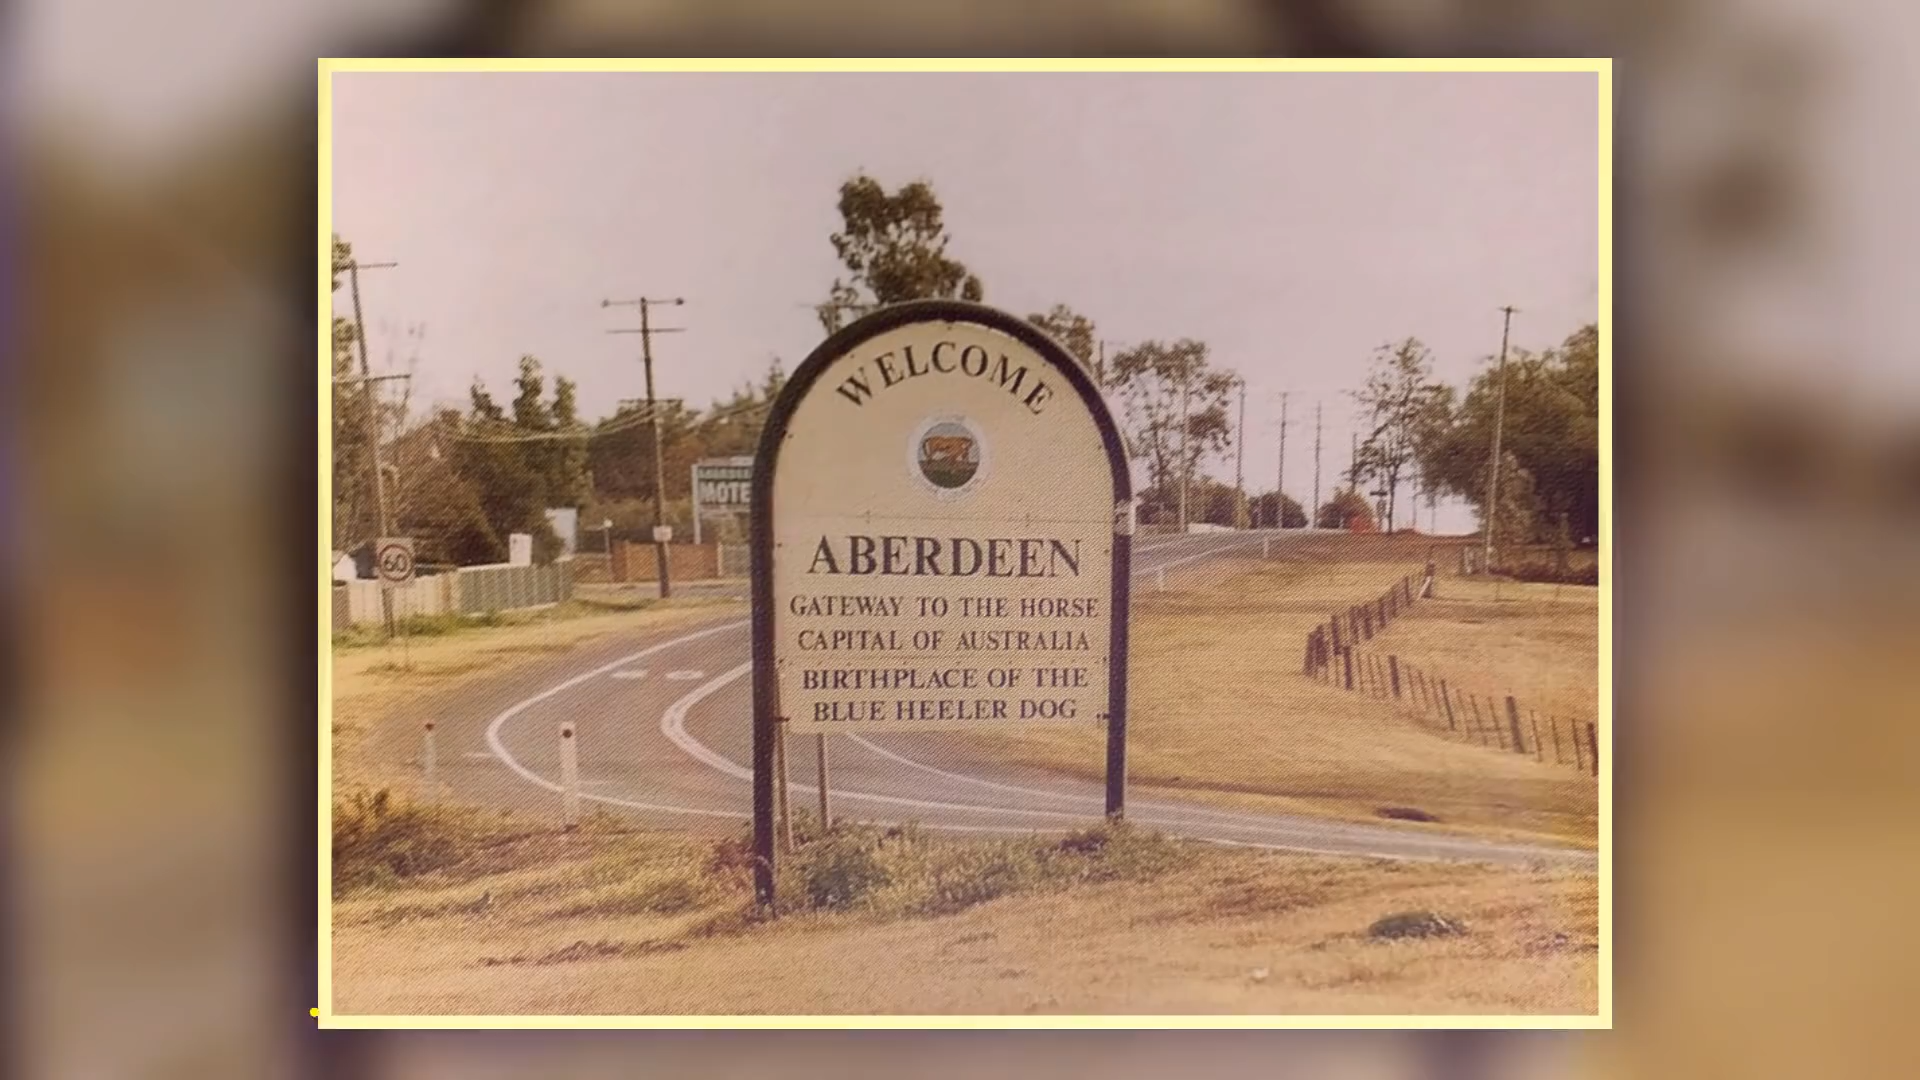 WELCOME
MOTE
60
ABERDEEN
GATEWAY TO THE HORSE
CAPITAL OF AUSTRALIA
BIRTHPLACE OF THE
BLUE HEELER DOG